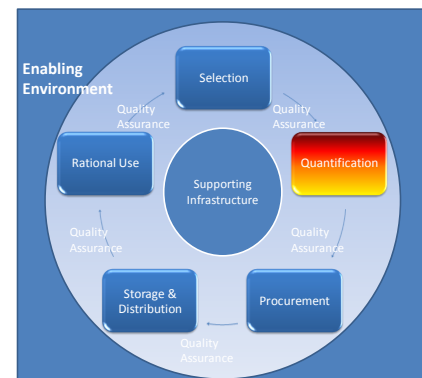 Enabling
Environment
Selection
Quality
Assurance
Quality
Assurance
Rational Use
Quantification
Supporting
Infrastructure
Quality
Assurance
Quality
Assurance
Storage &
Distribution
Procurement
Quality
Assurance